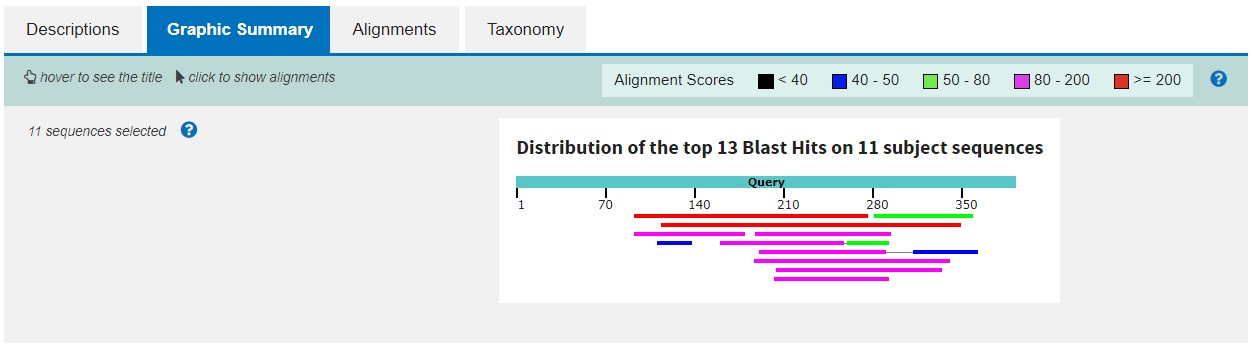 Descriptions Graphic Summary Alignments Taxonomy
hover to see the title click to show alignments Alignment Scores < 40 40 - 50 50 - 80 80 - 200 >= 200 ?
11 sequences selected ?
Distribution of the top 13 Blast Hits on 11 subject sequences
Query
1 70 140 210 280 350